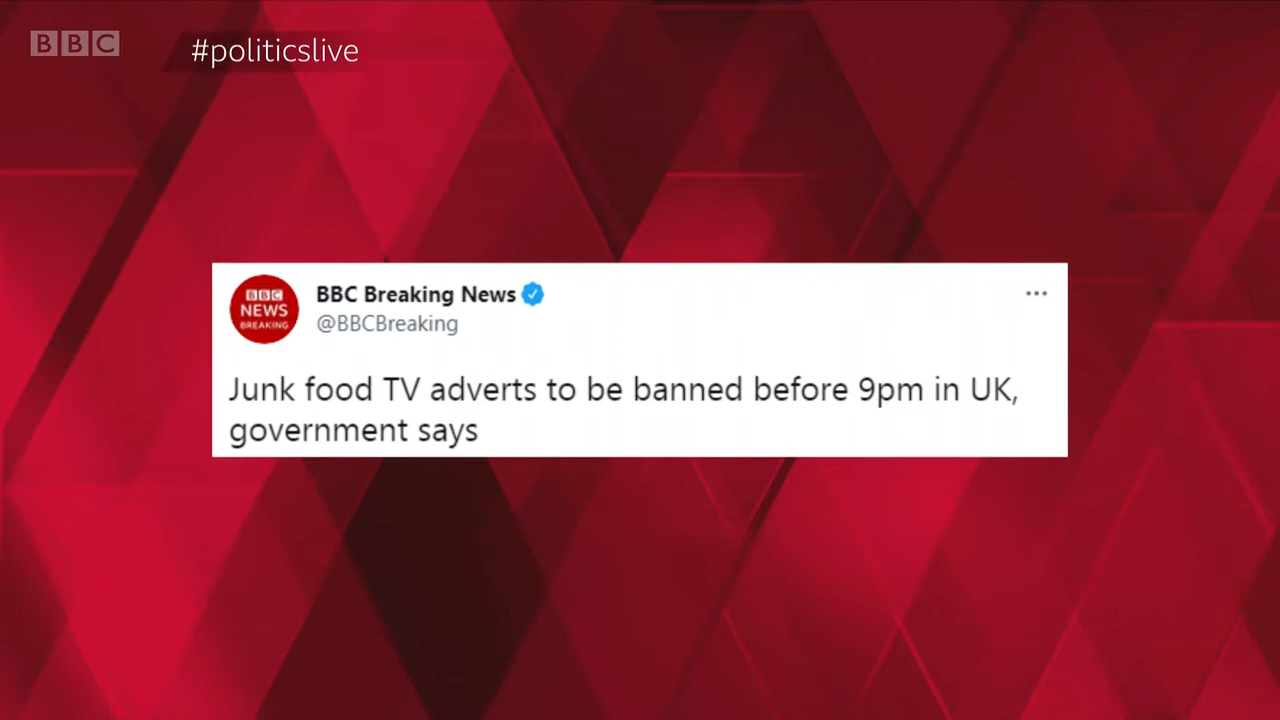 BBC
#politicslive
BBC
NEWS
BREAKING
BBC Breaking News
@BBCBreaking
Junk food TV adverts to be banned before 9pm in UK,
government says